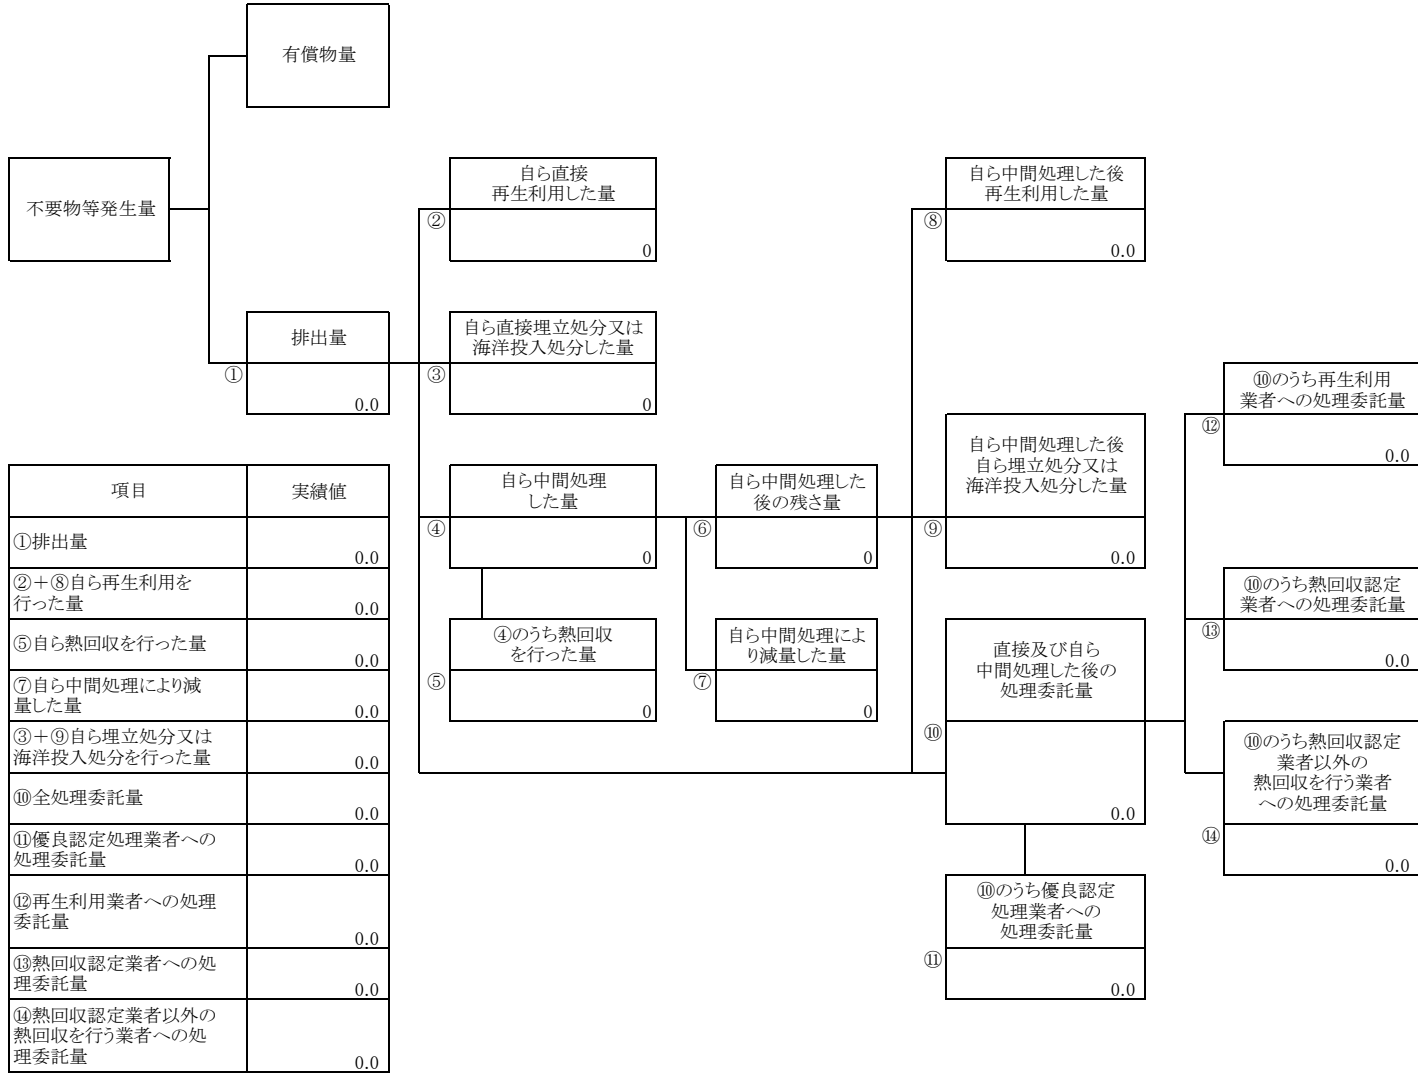 有償物量
不要物等発生量
自ら直接
再生利用した量
②
0
自ら中間処理した後
再生利用した量
⑧
0.0
排出量
①
0.0
自ら直接埋立処分又は
海洋投入処分した量
③
0
⑩のうち再生利用
業者への処理委託量
⑫
0.0
自ら中間処理
した量
④
0
自ら中間処理した
後の残さ量
⑥
0
自ら中間処理した後
自ら埋立処分又は
海洋投入処分した量
⑨
0.0
⑩のうち熱回収認定
業者への処理委託量
⑬
0.0
④のうち熱回収
を行った量
⑤
0
自ら中間処理によ
り減量した量
⑦
0
直接及び自ら
中間処理した後の
処理委託量
⑩
0.0
⑩のうち熱回収認定
業者以外の
熱回収を行う業者
への処理委託量
⑭
0.0
⑩のうち優良認定
処理業者への
処理委託量
⑪
0.0
項目 実績値
①排出量
0.0
②+⑧自ら再生利用を
行った量
0.0
⑤自ら熱回収を行った量
0.0
⑦自ら中間処理により減
量した量
0.0
③+⑨自ら埋立処分又は
海洋投入処分を行った量
0.0
⑩全処理委託量
0.0
⑪優良認定処理業者への
処理委託量
0.0
⑫再生利用業者への処理
委託量
0.0
⑬熱回収認定業者への処
理委託量
0.0
⑭熱回収認定業者以外の
熱回収を行う業者への処
理委託量
0.0